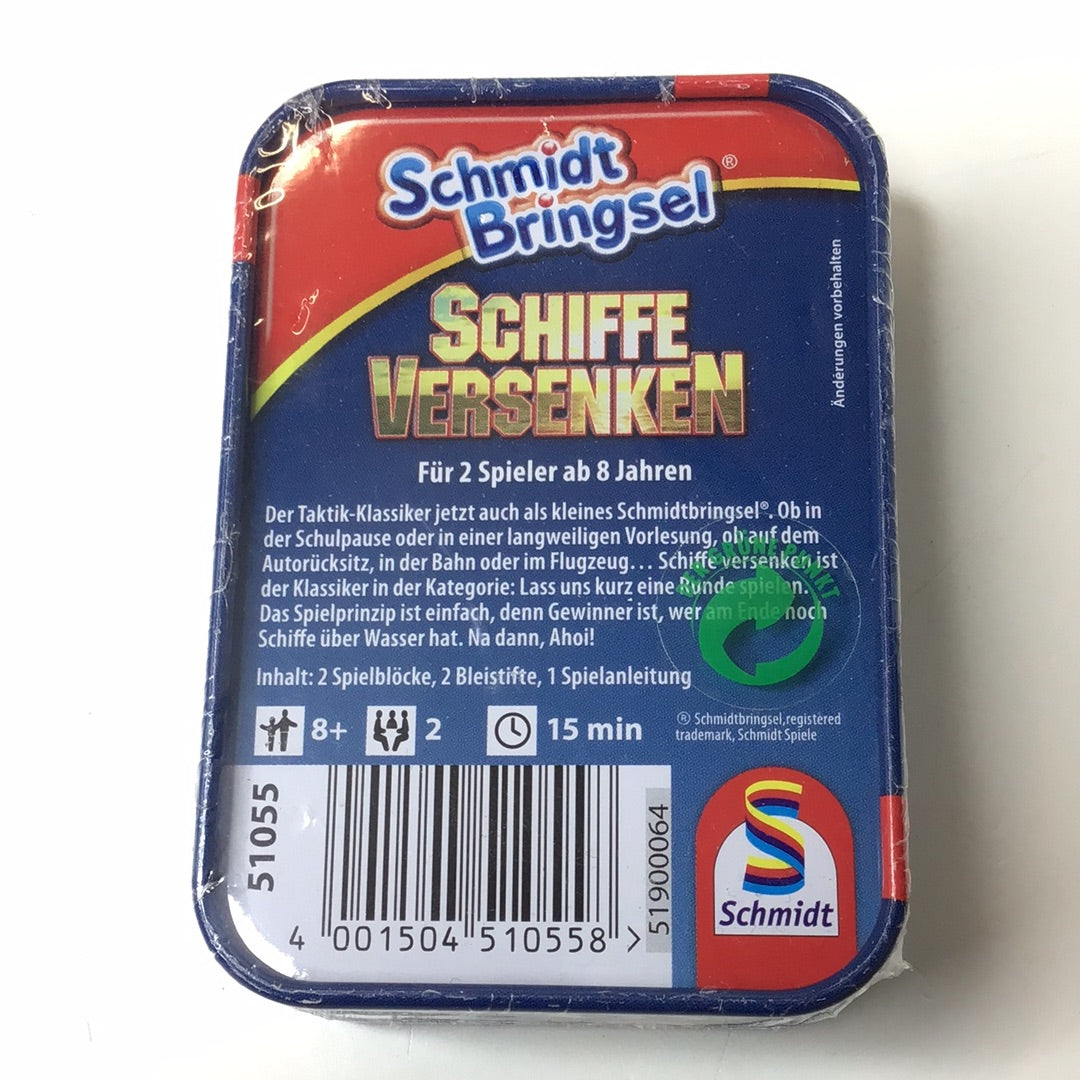 Schmidt
Bringsel®
SCHIFFE
VERSENKEN
Änderungen vorbehalten
Für 2 Spieler ab 8 Jahren
Der Taktik-Klassiker jetzt auch als kleines Schmidtbringsel®. Ob in
der Schulpause oder in einer langweiligen Vorlesung, ob auf dem
Autorücksitz, in der Bahn oder im Flugzeug... Schiffe versenken ist
der Klassiker in der Kategorie: Lass uns kurz eine Runde spielen.
Das Spielprinzip ist einfach, denn Gewinner ist, wer am Ende noch
Schiffe über Wasser hat. Na dann, Ahoi!
DER GRÜNE PUNKT
Inhalt: 2 Spielblöcke, 2 Bleistifte, 1 Spielanleitung
8+ 2 15 min
® Schmidtbringsel,registered
trademark, Schmidt Spiele
51055
4 001504 510558 >
51900064
Schmidt